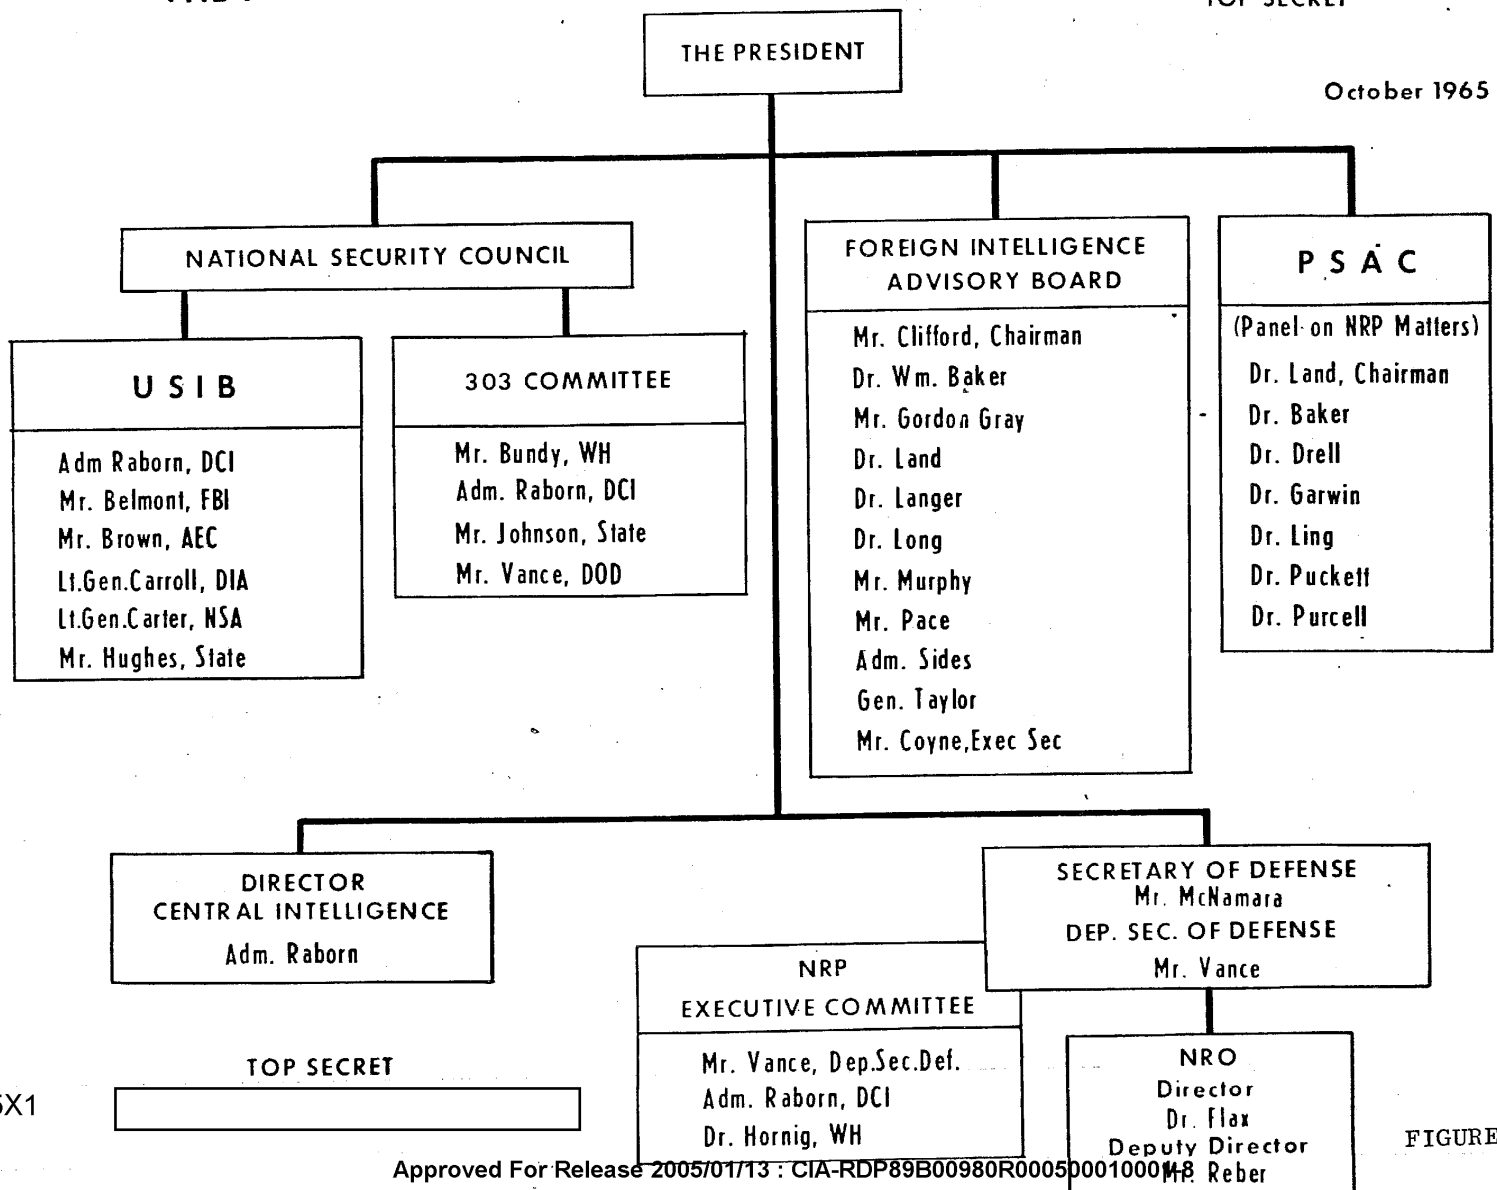 TOP SECRET
THE PRESIDENT
October 1965
NATIONAL SECURITY COUNCIL
FOREIGN INTELLIGENCE
ADVISORY BOARD
Mr. Clifford, Chairman
Dr. Wm. Baker
Mr. Gordon Gray
Dr. Land
Dr. Langer
Dr. Long
Mr. Murphy
Mr. Pace
Adm. Sides
Gen. Taylor
Mr. Coyne,Exec Sec
P S A C
(Panel on NRP Matters)
Dr. Land, Chairman
Dr. Baker
Dr. Drell
Dr. Garwin
Dr. Ling
Dr. Puckett
Dr. Purcell
U S I B
Adm Raborn, DCI
Mr. Belmont, FBI
Mr. Brown, AEC
Lt.Gen.Carroll, DIA
Lt.Gen.Carter, NSA
Mr. Hughes, State
303 COMMITTEE
Mr. Bundy, WH
Adm. Raborn, DCI
Mr. Johnson, State
Mr. Vance, DOD
DIRECTOR
CENTRAL INTELLIGENCE
Adm. Raborn
SECRETARY OF DEFENSE
Mr. McNamara
DEP. SEC. OF DEFENSE
Mr. Vance
NRP
EXECUTIVE COMMITTEE
Mr. Vance, Dep.Sec.Def.
Adm. Raborn, DCI
Dr. Hornig, WH
NRO
Director
Dr. Flax
Deputy Director
Mr. Reber
TOP SECRET
5X1
FIGURE
Approved For Release 2005/01/13 : CIA-RDP89B00980R000500010001-8